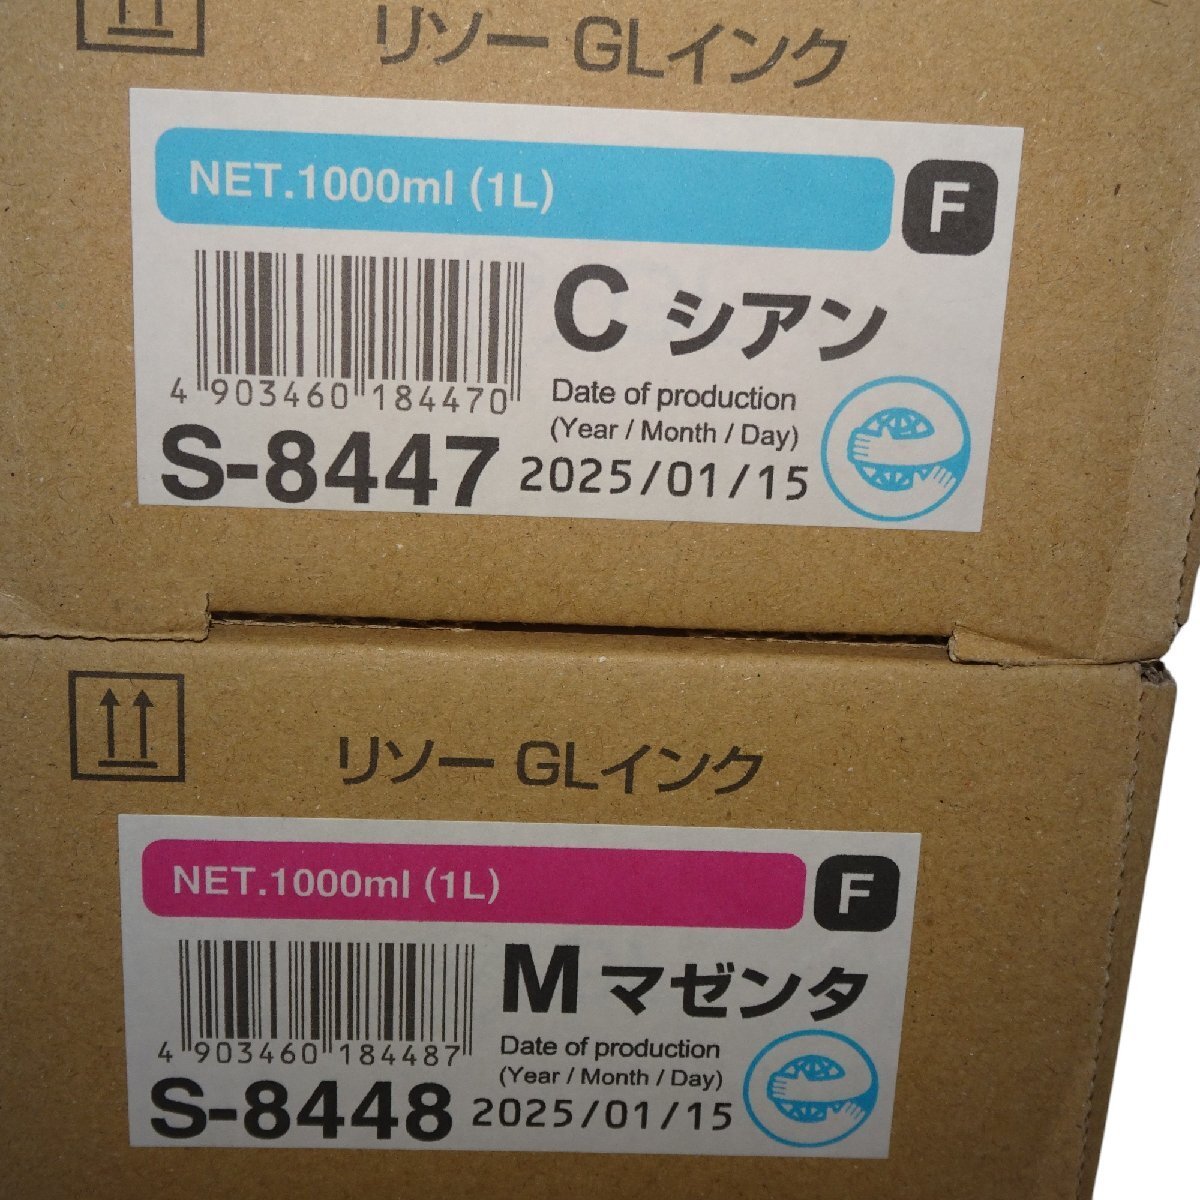 リソー GLインク
NET.1000ml (1L)
F
C シアン
4 903460 184470
Date of production
(Year / Month / Day)
S-8447 2025/01/15
リソー GLインク
NET.1000ml (1L)
F
M マゼンタ
4 903460 184487
Date of production
(Year / Month / Day)
S-8448 2025/01/15